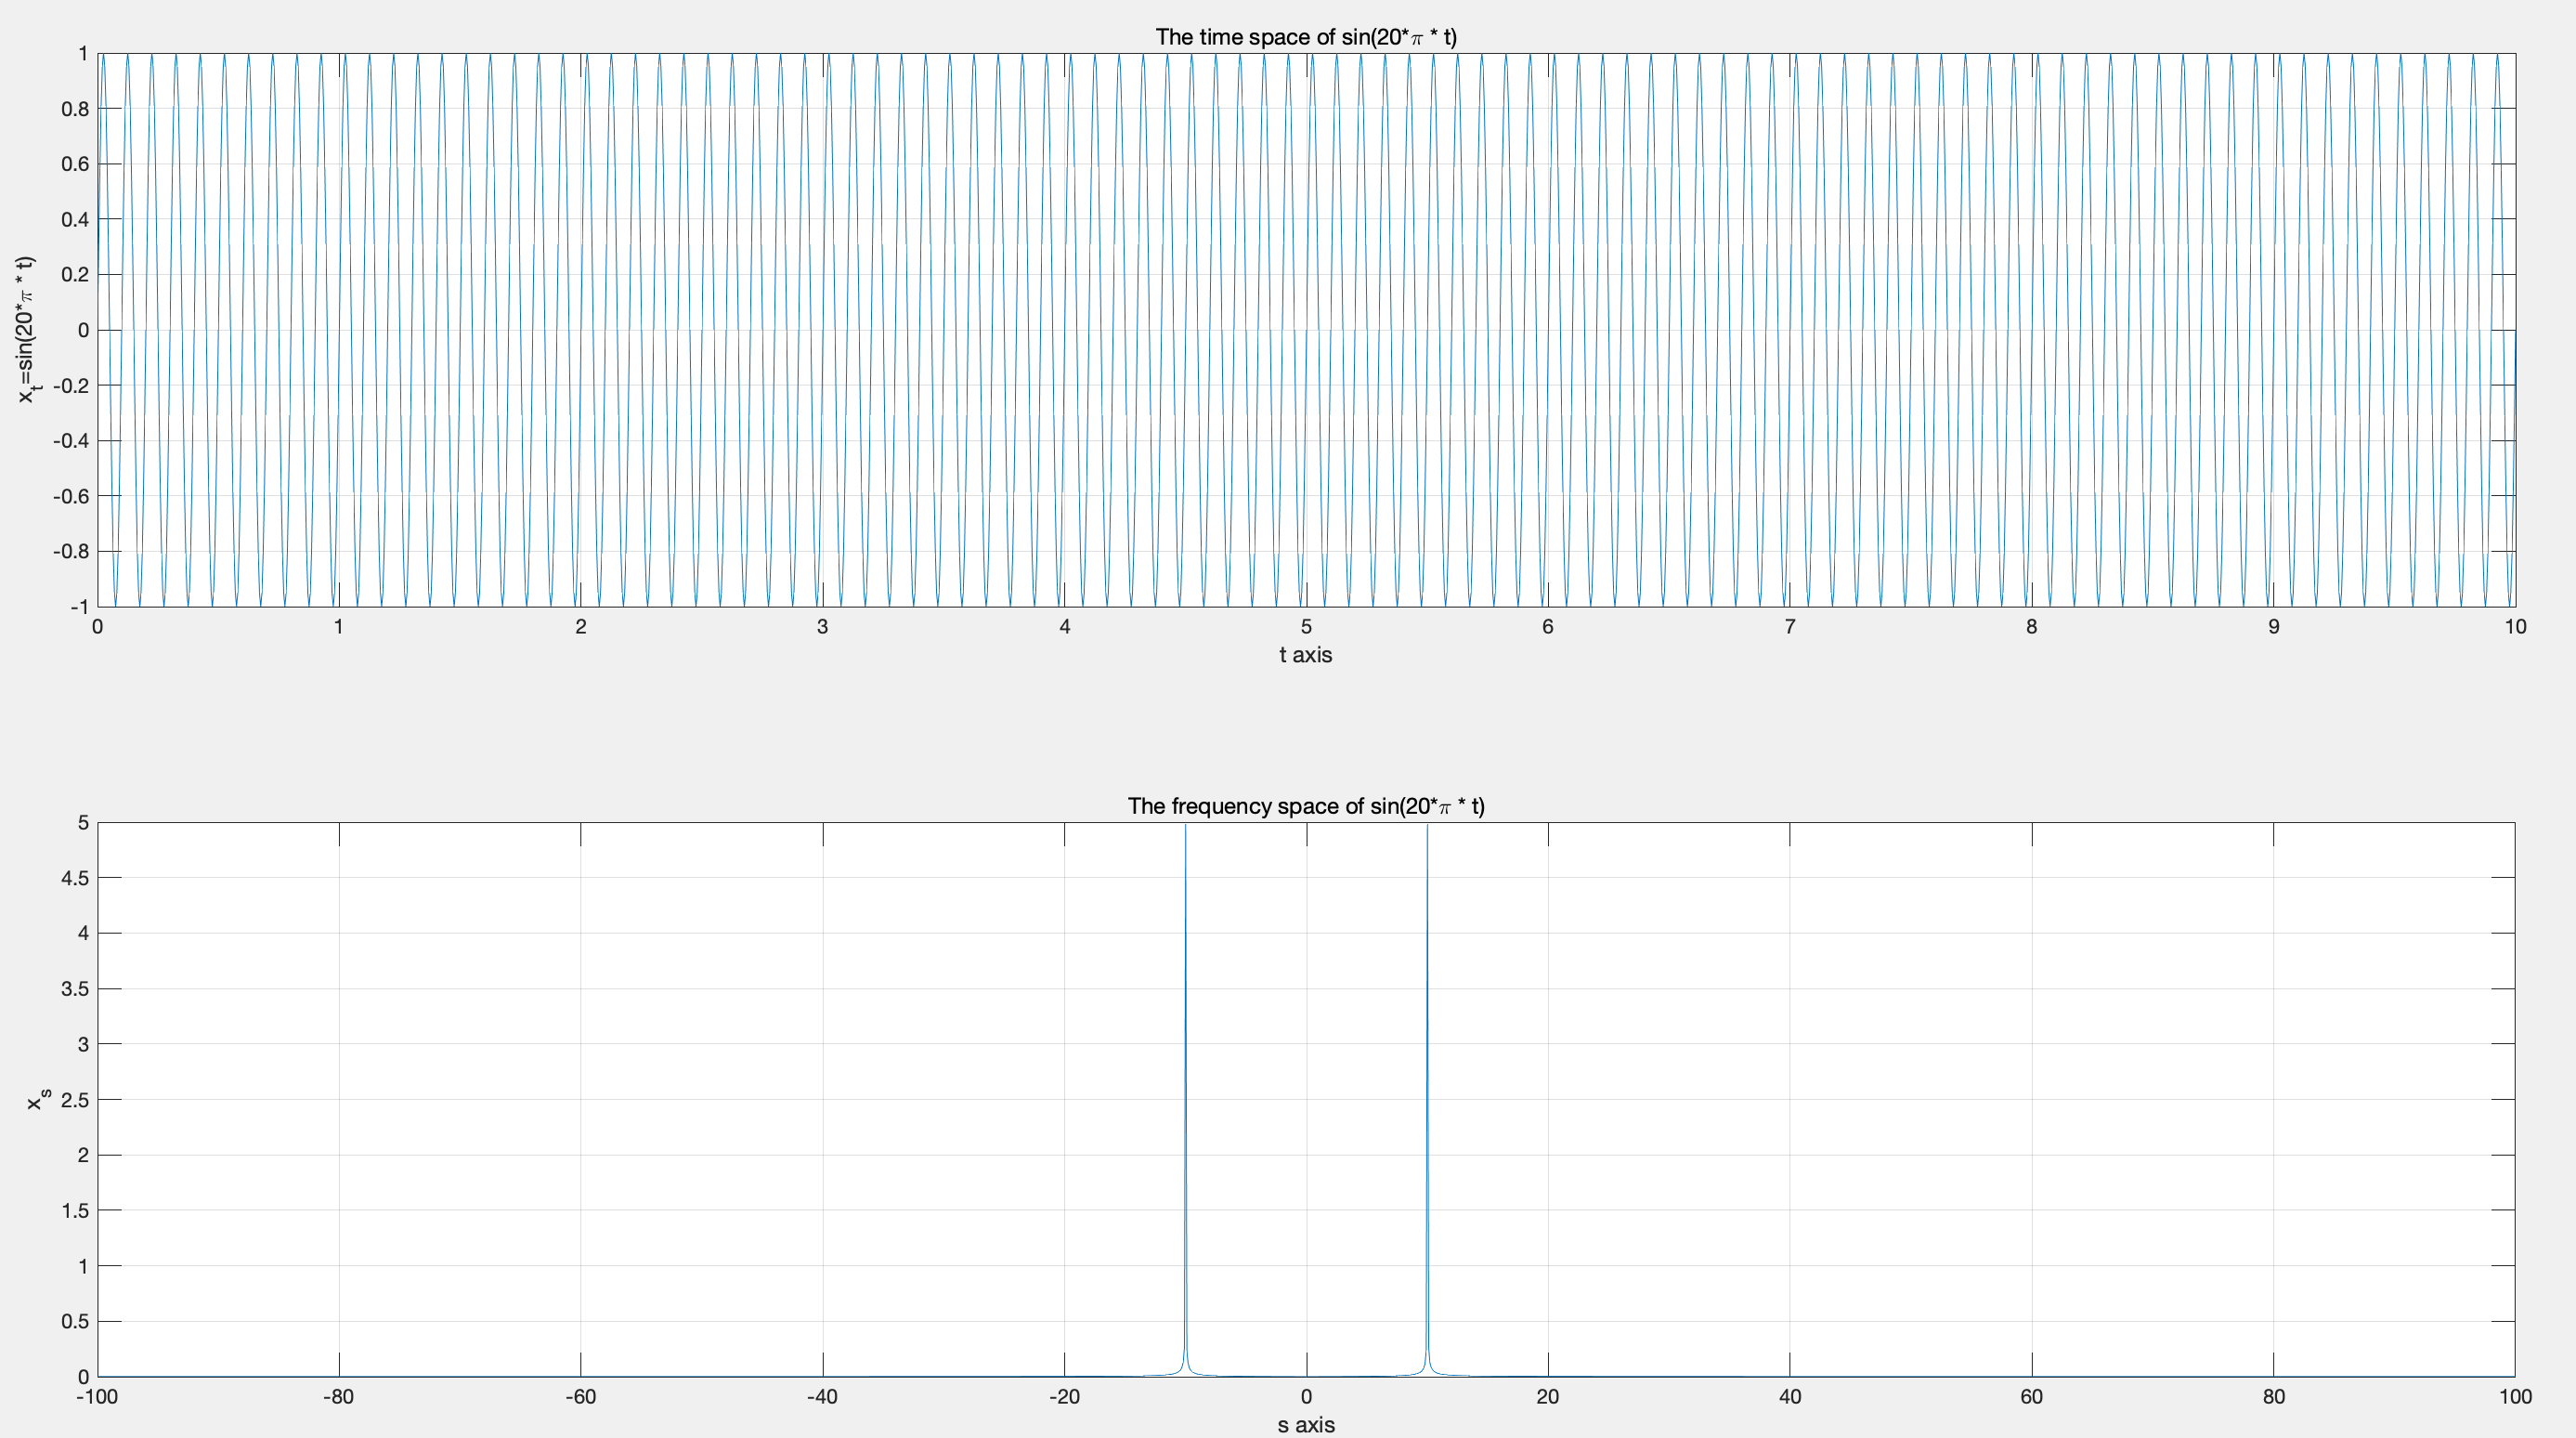 The time space of sin(20*π * t)
1
0.8
0.6
0.4
0.2
0
-0.2
-0.4
-0.6
-0.8
-1
x_t=sin(20*π * t)
0 1 2 3 4 5 6 7 8 9 10
t axis
The frequency space of sin(20*π * t)
5
4.5
4
3.5
3
2.5
2
1.5
1
0.5
0
x_s
-100 -80 -60 -40 -20 0 20 40 60 80 100
s axis